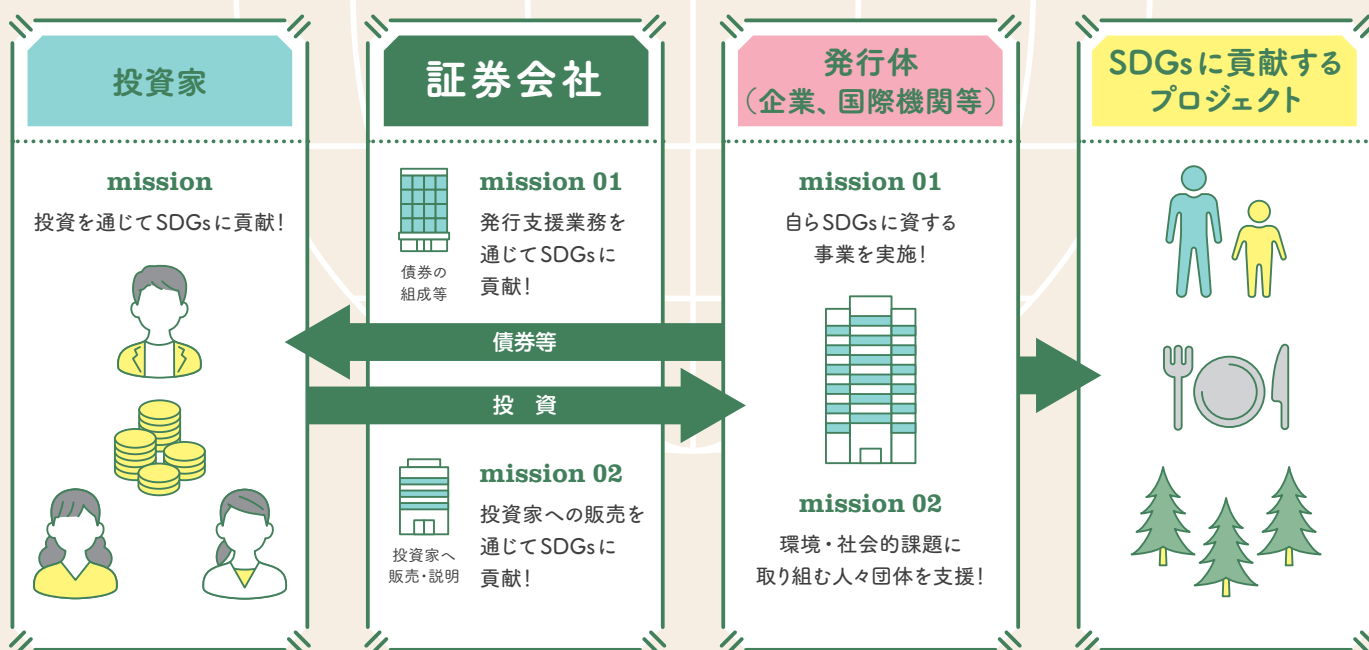 投資家
mission
投資を通じてSDGsに貢献!
証券会社
mission 01
発行支援業務を
通じてSDGsに
貢献!
債券の
組成等
債券等
投 資
mission 02
投資家への販売を
通じてSDGsに
貢献!
投資家へ
販売・説明
発行体
(企業、国際機関等)
mission 01
自らSDGsに資する
事業を実施!
mission 02
環境・社会的課題に
取り組む人々団体を支援!
SDGsに貢献する
プロジェクト